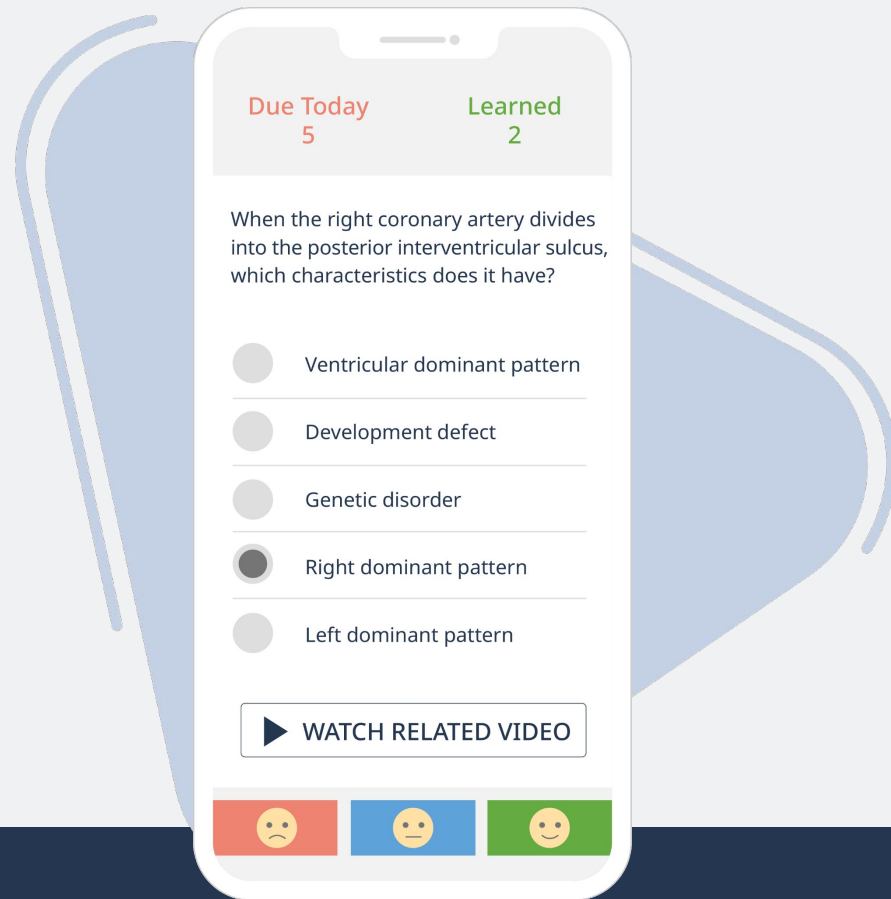 Due Today
5
Learned
2
When the right coronary artery divides
into the posterior interventricular sulcus,
which characteristics does it have?
Ventricular dominant pattern
Development defect
Genetic disorder
Right dominant pattern
Left dominant pattern
WATCH RELATED VIDEO